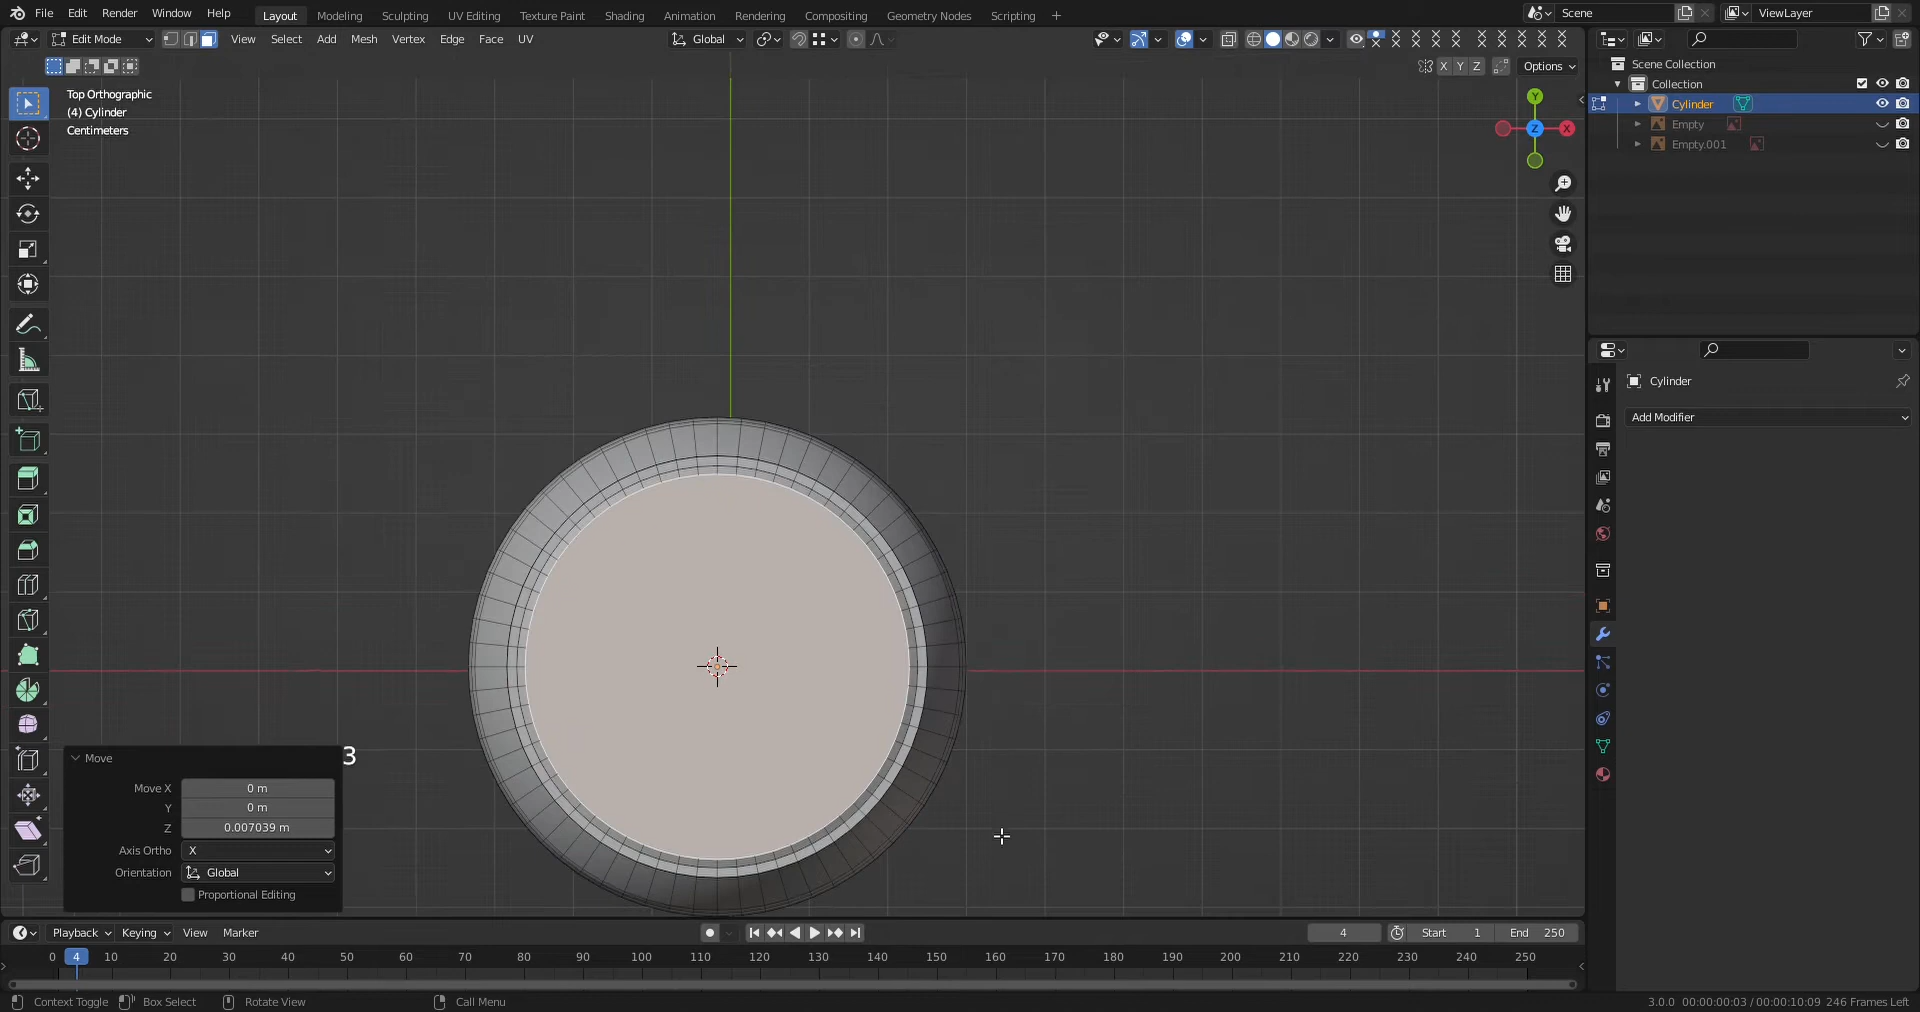 File Edit Render Window Help Layout Modeling Sculpting UV Editing Texture Paint Shading Animation Rendering Compositing Geometry Nodes Scripting + Scene ViewLayer
Edit Mode View Select Add Mesh Vertex Edge Face UV Global
X Y Z Options
Top Orthographic
(4) Cylinder
Centimeters
Y
X
Z
Scene Collection
Collection
Cylinder
Empty
Empty.001
Cylinder
Add Modifier
3
Move
Move X 0 m
Y 0 m
Z 0.007039 m
Axis Ortho X
Orientation Global
Proportional Editing
Playback Keying View Marker 4 Start 1 End 250
0 4 10 20 30 40 50 60 70 80 90 100 110 120 130 140 150 160 170 180 190 200 210 220 230 240 250
Context Toggle Box Select Rotate View Call Menu 3.0.0 00:00:00:03 / 00:00:10:09 246 Frames Left